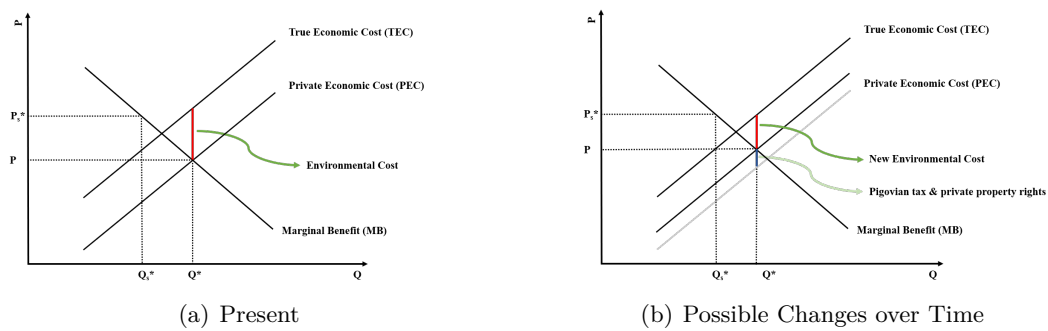 P
True Economic Cost (TEC)
Private Economic Cost (PEC)
Ps*
P
Environmental Cost
Marginal Benefit (MB)
Qs*
Q*
Q
(a) Present
P
True Economic Cost (TEC)
Private Economic Cost (PEC)
Ps*
P
New Environmental Cost
Pigovian tax & private property rights
Marginal Benefit (MB)
Qs*
Q*
Q
(b) Possible Changes over Time